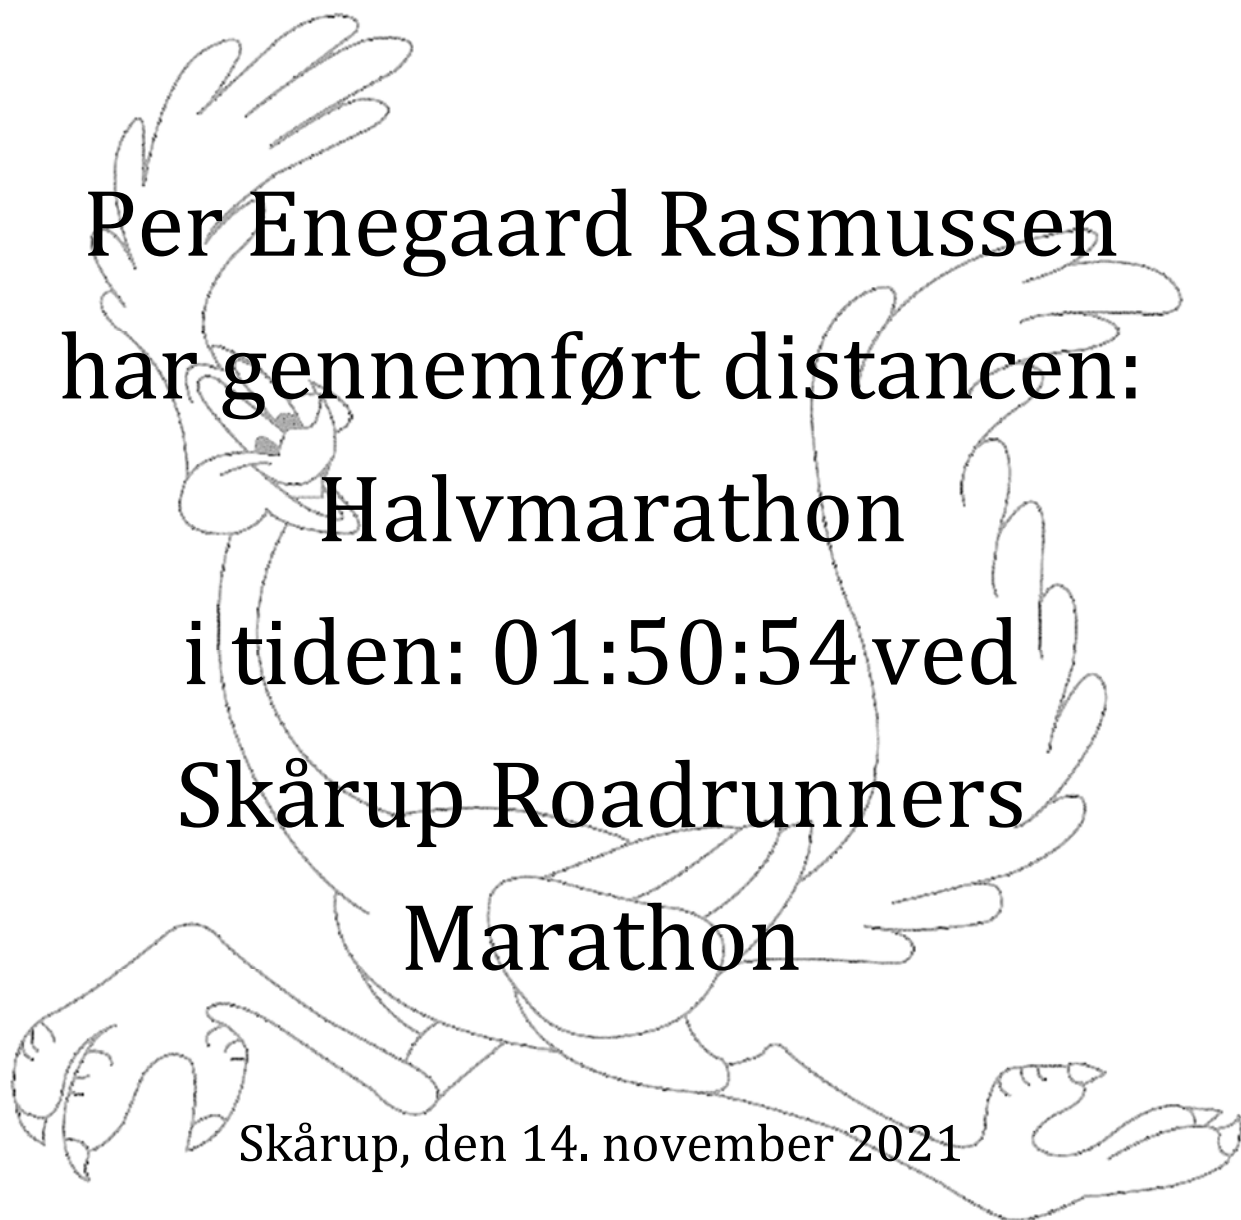 Per Enegaard Rasmussen
har gennemført distancen:
Halvmarathon
i tiden: 01:50:54 ved
Skårup Roadrunners
Marathon
Skårup, den 14. november 2021